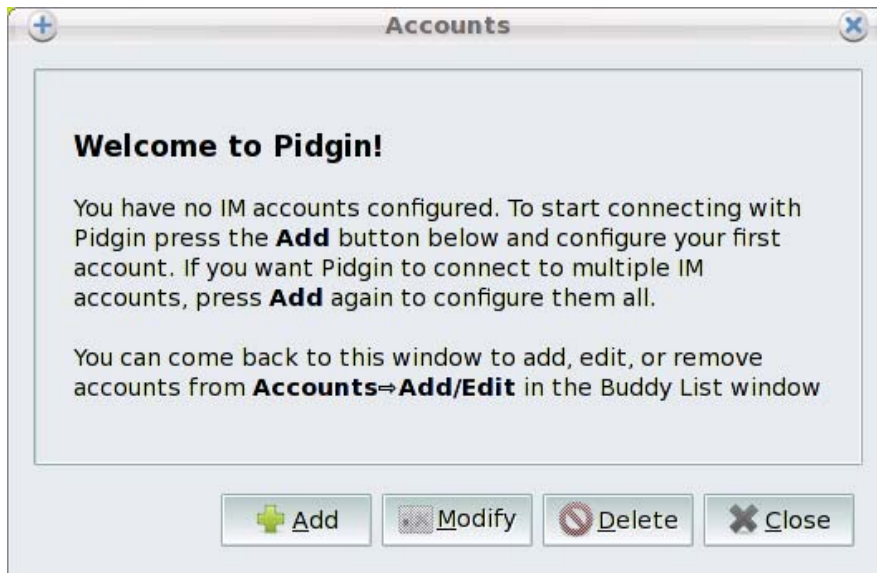 Accounts
Welcome to Pidgin!
You have no IM accounts configured. To start connecting with
Pidgin press the Add button below and configure your first
account. If you want Pidgin to connect to multiple IM
accounts, press Add again to configure them all.
You can come back to this window to add, edit, or remove
accounts from Accounts⇨Add/Edit in the Buddy List window
Add Modify Delete Close